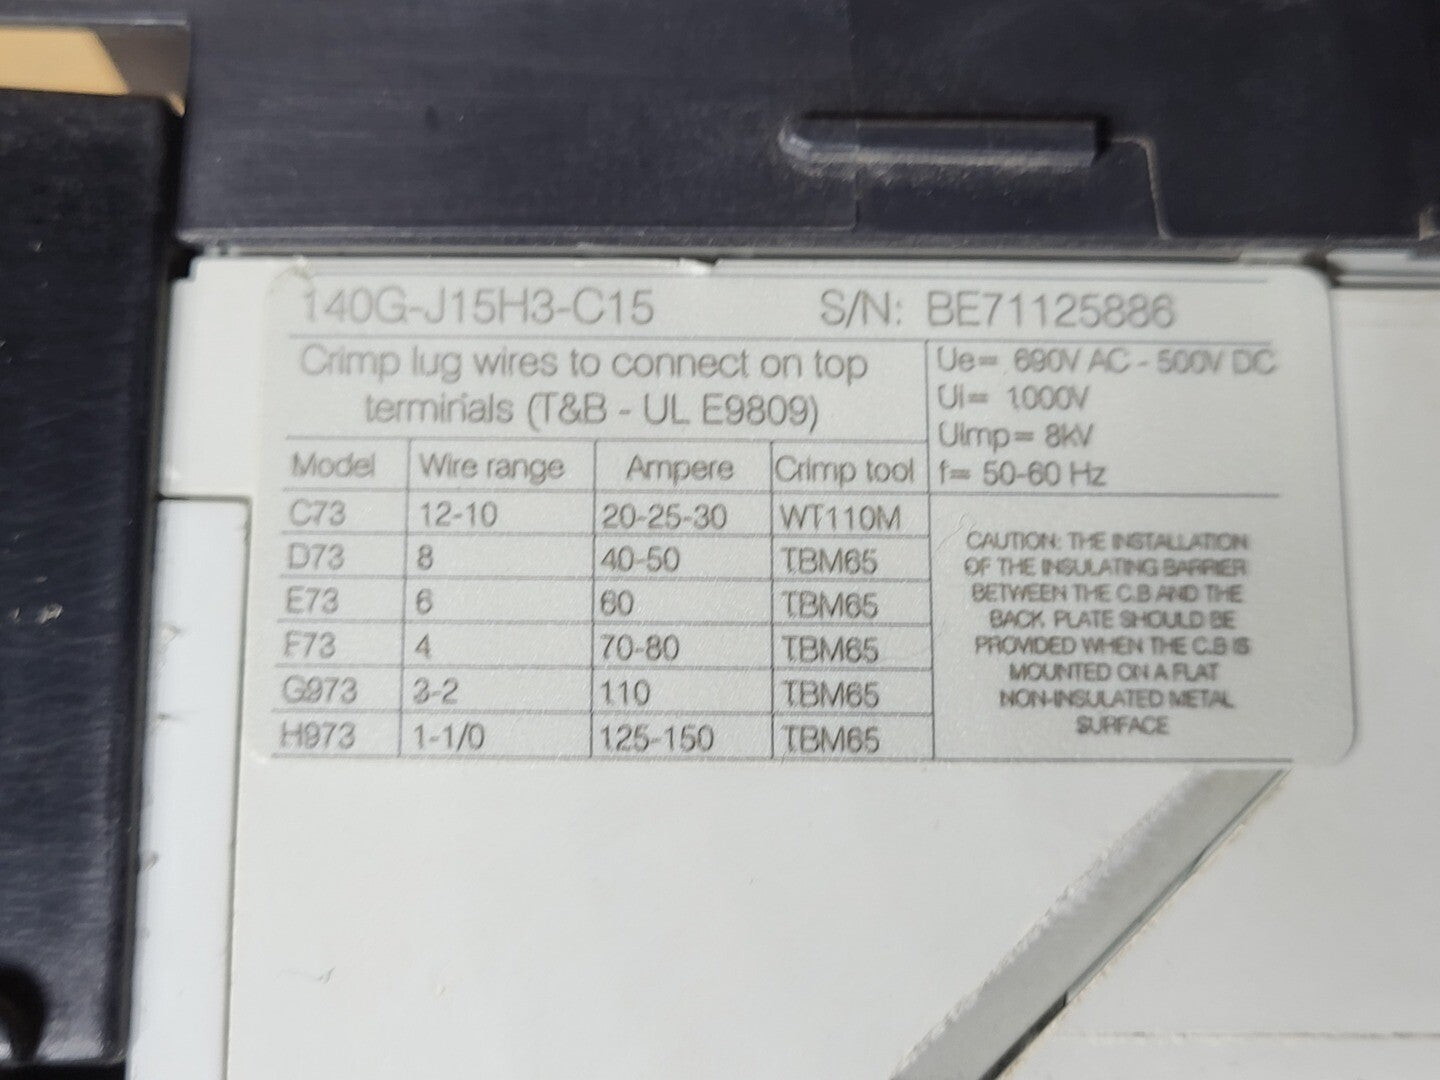 140G-J15H3-C15 S/N: BE71125886
Crimp lug wires to connect on top
terminals (T&B - UL E9809)
Ue= 690V AC - 500V DC
Ui= 1000V
Uimp= 8kV
f= 50-60 Hz
Model Wire range Ampere Crimp tool
C73 12-10 20-25-30 WT110M
D73 8 40-50 TBM65
E73 6 60 TBM65
F73 4 70-80 TBM65
G973 3-2 110 TBM65
H973 1-1/0 125-150 TBM65
CAUTION: THE INSTALLATION
OF THE INSULATING BARRIER
BETWEEN THE C.B AND THE
BACK PLATE SHOULD BE
PROVIDED WHEN THE C.B IS
MOUNTED ON A FLAT
NON-INSULATED METAL
SURFACE